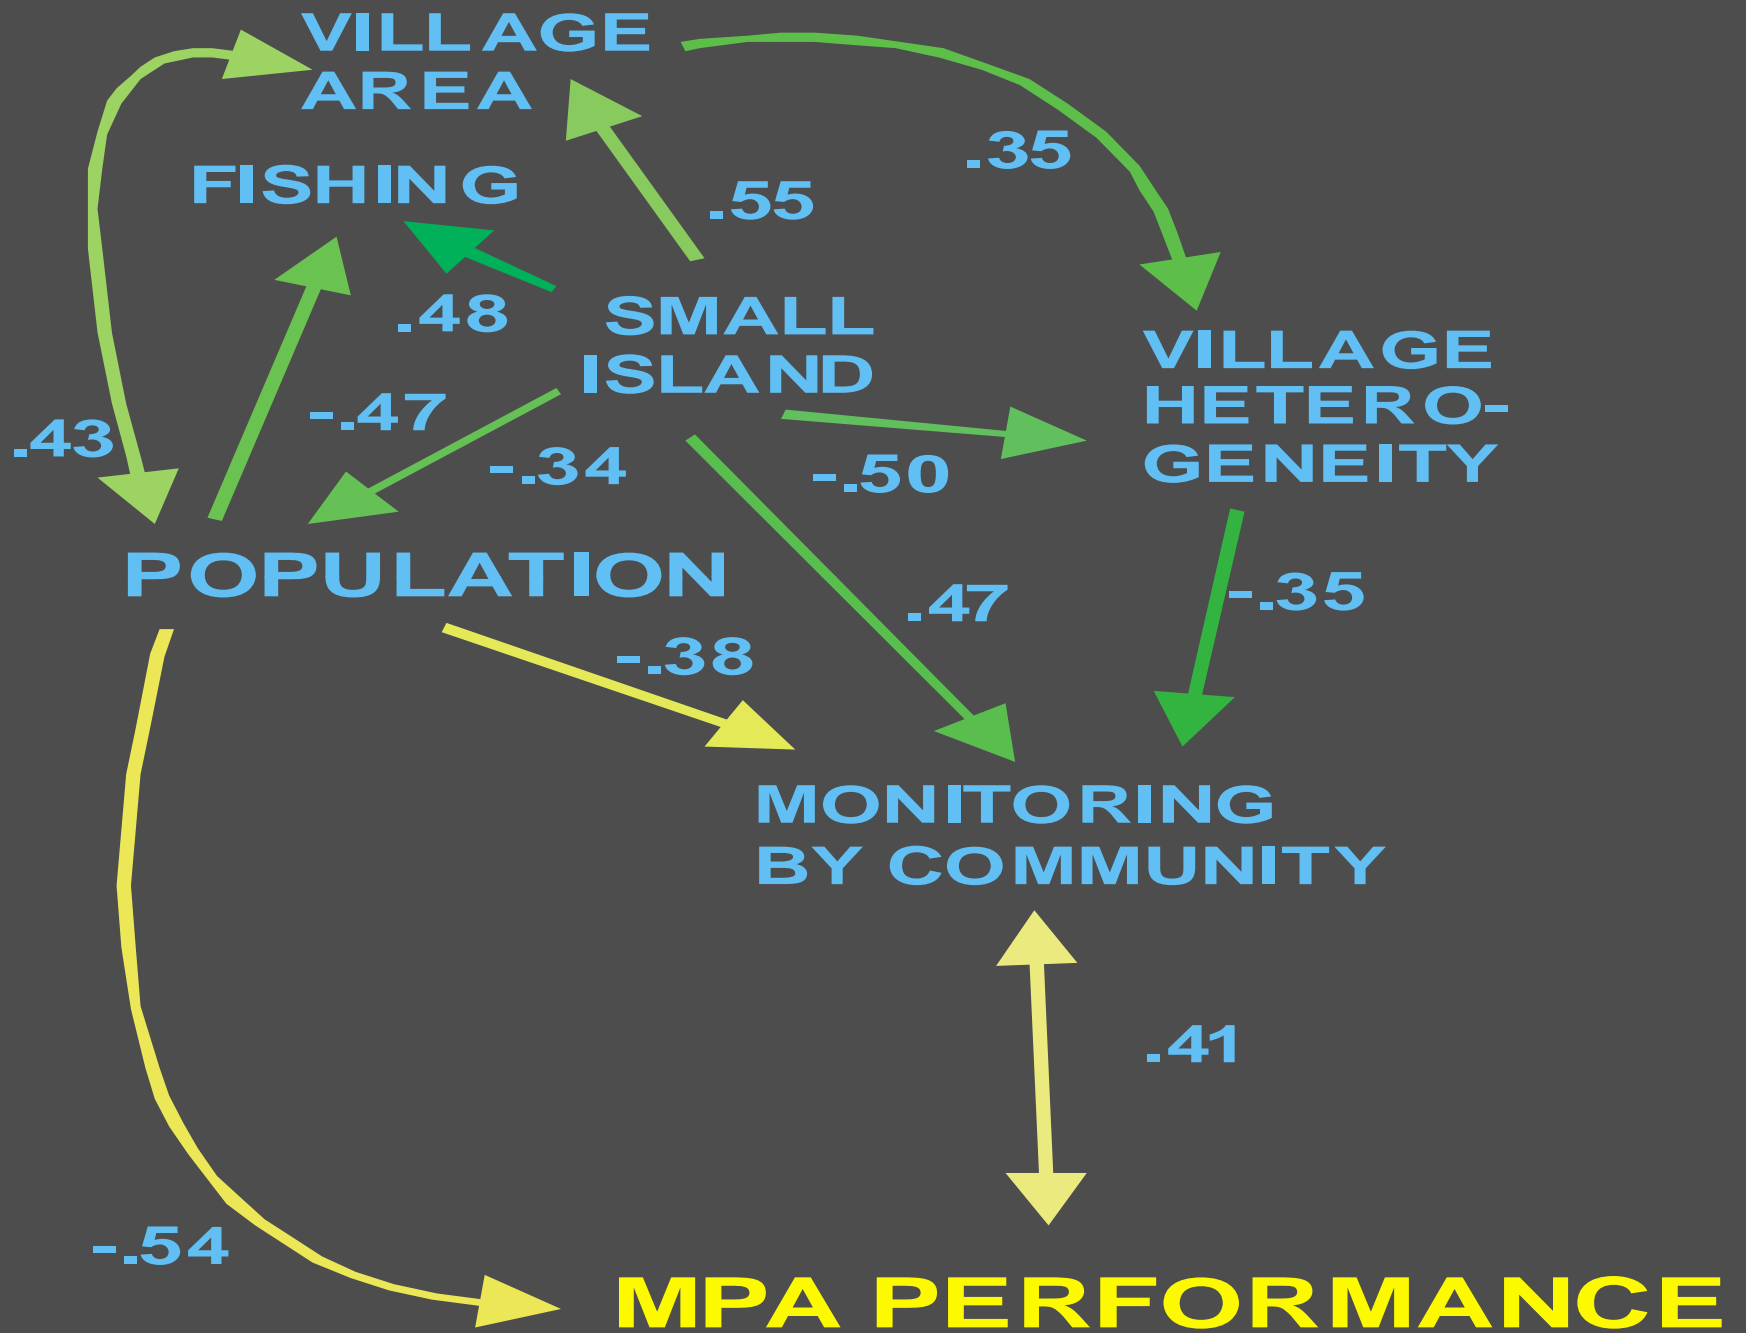 VILLAGE
AREA
.35
FISHING
.55
.48
SMALL
ISLAND
VILLAGE
HETERO-
GENEITY
.43
-.47
-.34
-.50
POPULATION
.47
-.35
-.38
MONITORING
BY COMMUNITY
.41
-.54
MPA PERFORMANCE